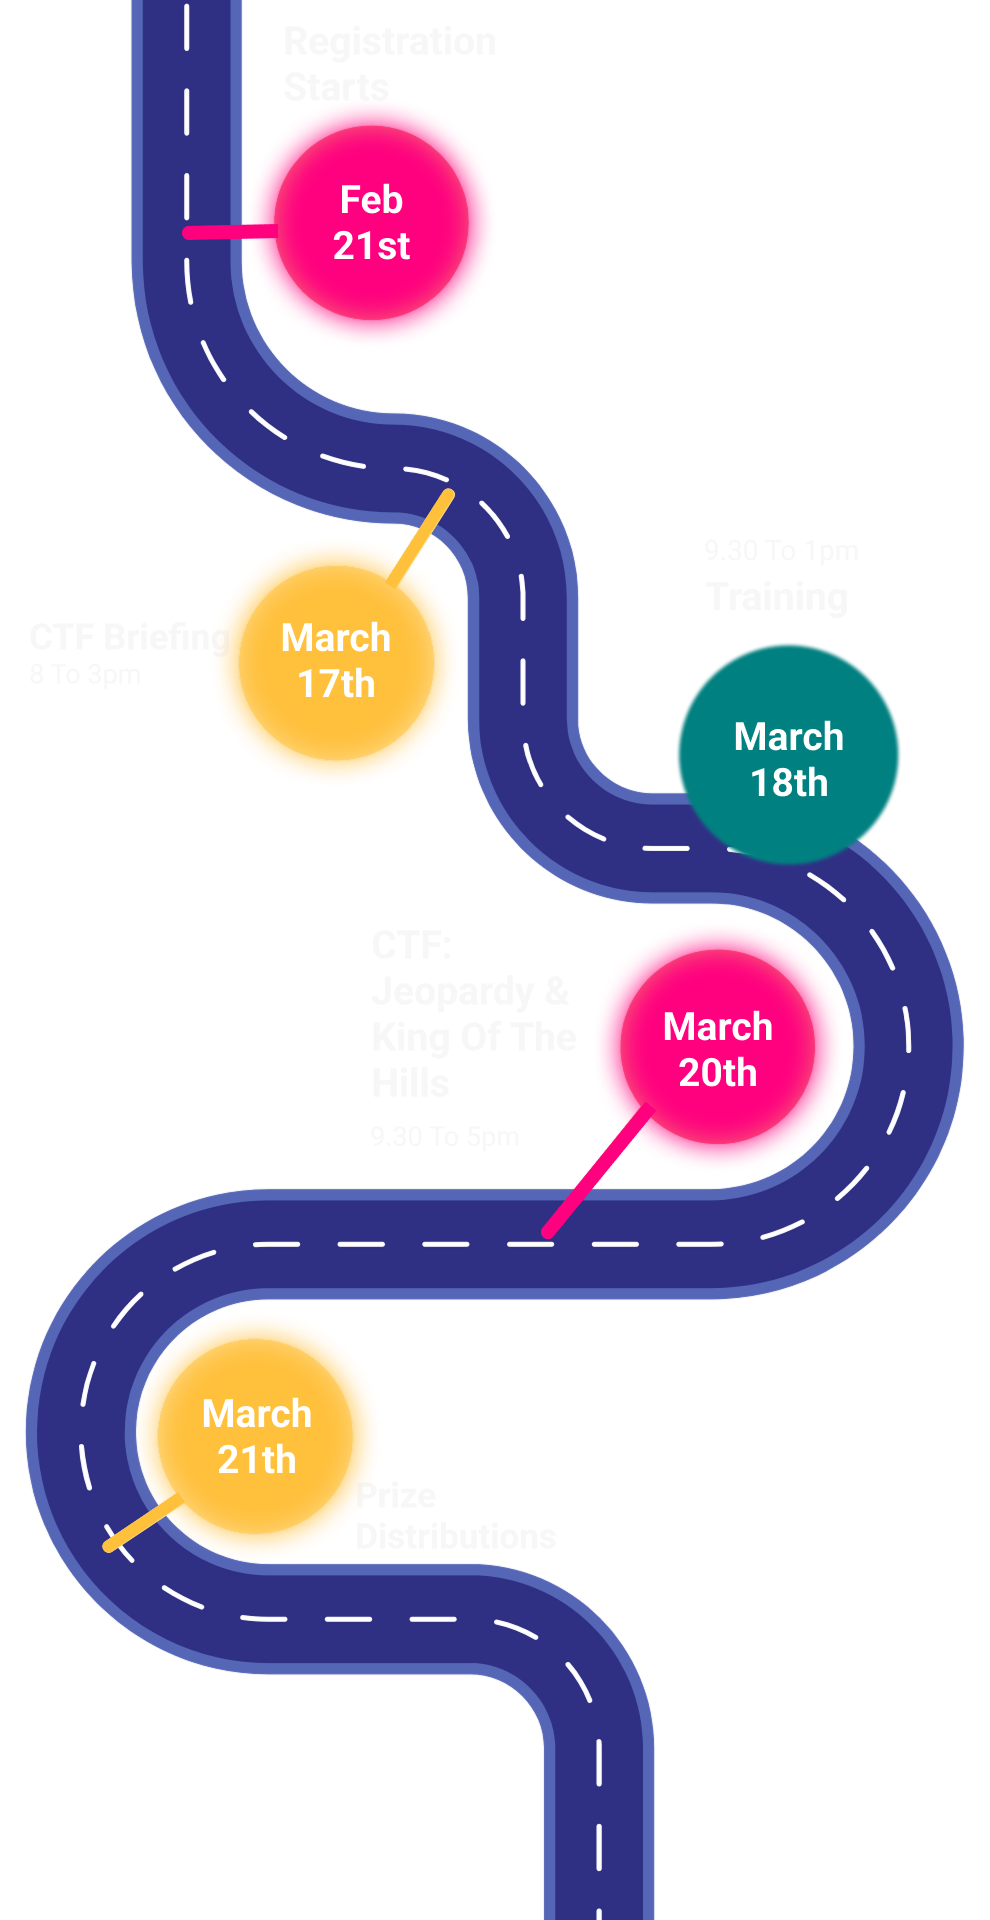 Registration
Starts
Feb
21st
CTF Briefing
8 To 3pm
March
17th
9.30 To 1pm
Training
March
18th
CTF:
Jeopardy &
King Of The
Hills
9.30 To 5pm
March
20th
March
21th
Prize
Distributions